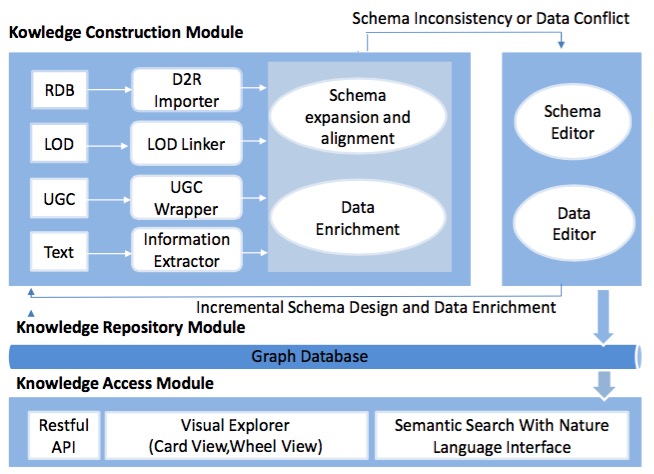 Schema Inconsistency or Data Conflict
Kowledge Construction Module
RDB
D2R
Importer
LOD
LOD Linker
UGC
UGC
Wrapper
Text
Information
Extractor
Schema
expansion and
alignment
Data
Enrichment
Schema
Editor
Data
Editor
Incremental Schema Design and Data Enrichment
Knowledge Repository Module
Graph Database
Knowledge Access Module
Restful
API
Visual Explorer
(Card View,Wheel View)
Semantic Search With Nature
Language Interface